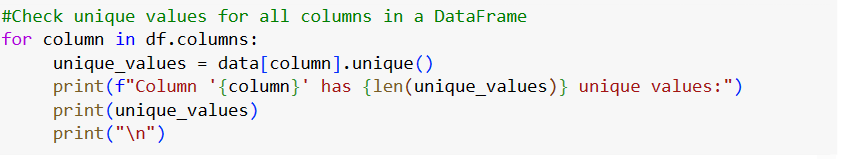 #Check unique values for all columns in a DataFrame
for column in df.columns:
     unique_values = data[column].unique()
     print(f"Column '{column}' has {len(unique_values)} unique values:")
     print(unique_values)
     print("\n")